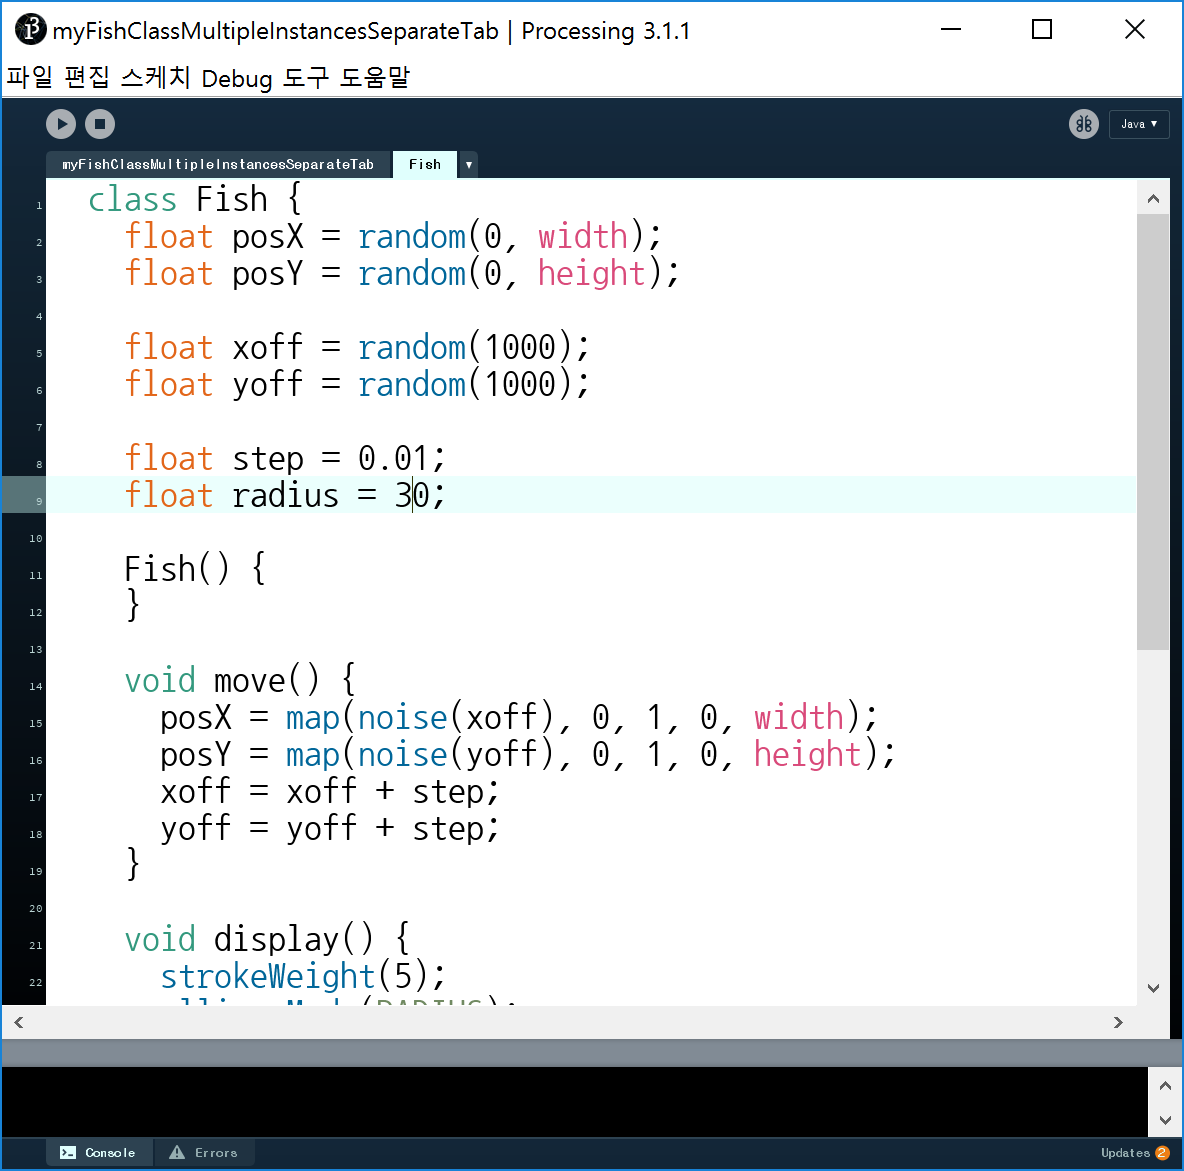 myFishClassMultipleInstancesSeparateTab | Processing 3.1.1
파일 편집 스케치 Debug 도구 도움말
Java ▼
myFishClassMultipleInstancesSeparateTab Fish ▼
1 class Fish {
2 float posX = random(0, width);
3 float posY = random(0, height);
4
5 float xoff = random(1000);
6 float yoff = random(1000);
7
8 float step = 0.01;
9 float radius = 30;
10
11 Fish() {
12 }
13
14 void move() {
15 posX = map(noise(xoff), 0, 1, 0, width);
16 posY = map(noise(yoff), 0, 1, 0, height);
17 xoff = xoff + step;
18 yoff = yoff + step;
19 }
20
21 void display() {
22 strokeWeight(5);
Console Errors Updates 2